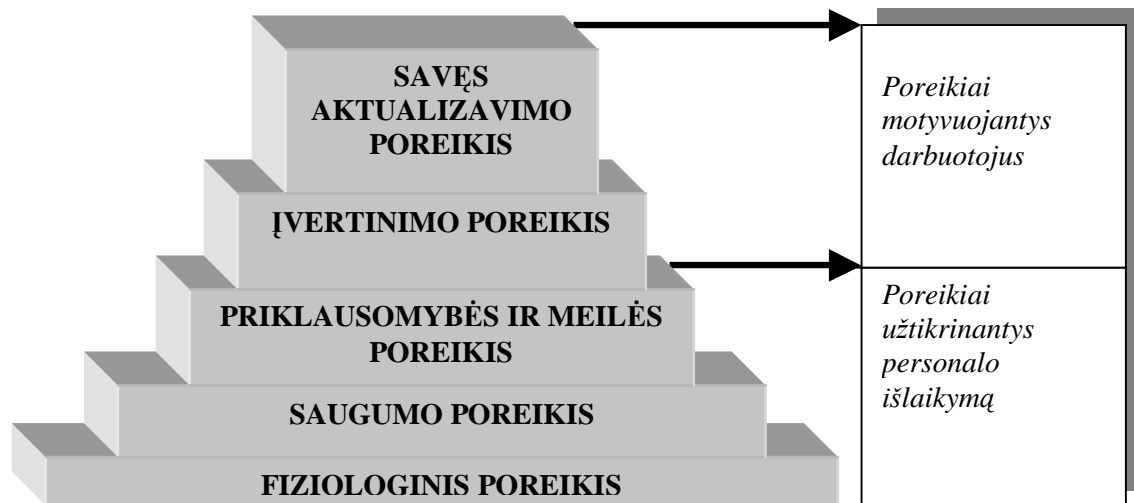 SAVĘS
AKTUALIZAVIMO
POREIKIS
ĮVERTINIMO POREIKIS
PRIKLAUSOMYBĖS IR MEILĖS
POREIKIS
SAUGUMO POREIKIS
FIZIOLOGINIS POREIKIS
Poreikiai
motyvuojantys
darbuotojus
Poreikiai
užtikrinantys
personalo
išlaikymą